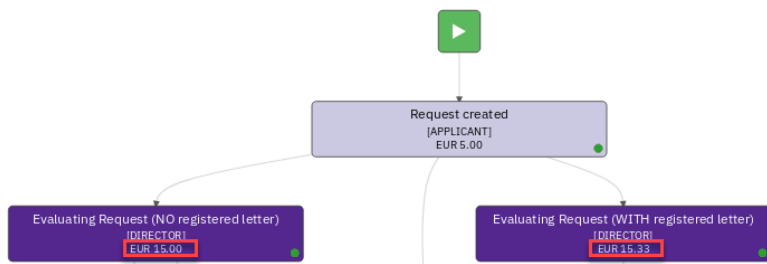 Request created
[APPLICANT]
EUR 5.00
Evaluating Request (NO registered letter)
[DIRECTOR]
EUR 15.00
Evaluating Request (WITH registered letter)
[DIRECTOR]
EUR 15.33